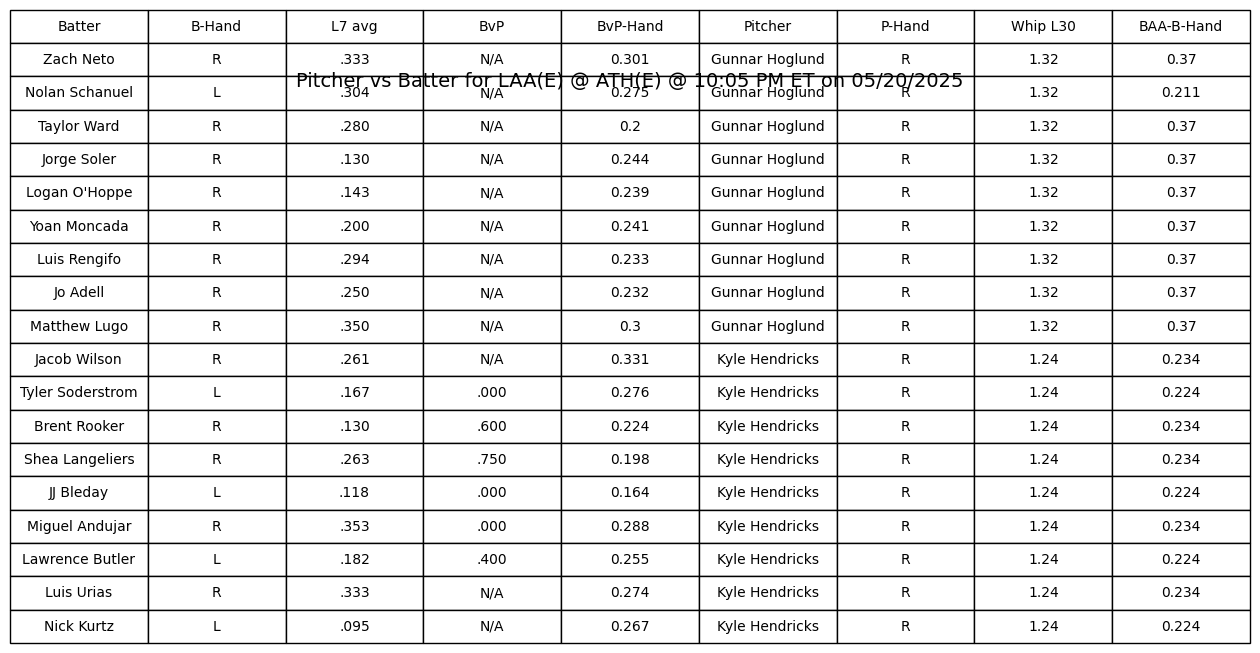 Batter B-Hand L7 avg BvP BvP-Hand Pitcher P-Hand Whip L30 BAA-B-Hand
Zach Neto R .333 N/A 0.301 Gunnar Hoglund R 1.32 0.37
Pitcher vs Batter for LAA(E) @ ATH(E) @ 10:05 PM ET on 05/20/2025
Nolan Schanuel L .304 N/A 0.275 Gunnar Hoglund R 1.32 0.211
Taylor Ward R .280 N/A 0.2 Gunnar Hoglund R 1.32 0.37
Jorge Soler R .130 N/A 0.244 Gunnar Hoglund R 1.32 0.37
Logan O'Hoppe R .143 N/A 0.239 Gunnar Hoglund R 1.32 0.37
Yoan Moncada R .200 N/A 0.241 Gunnar Hoglund R 1.32 0.37
Luis Rengifo R .294 N/A 0.233 Gunnar Hoglund R 1.32 0.37
Jo Adell R .250 N/A 0.232 Gunnar Hoglund R 1.32 0.37
Matthew Lugo R .350 N/A 0.3 Gunnar Hoglund R 1.32 0.37
Jacob Wilson R .261 N/A 0.331 Kyle Hendricks R 1.24 0.234
Tyler Soderstrom L .167 .000 0.276 Kyle Hendricks R 1.24 0.224
Brent Rooker R .130 .600 0.224 Kyle Hendricks R 1.24 0.234
Shea Langeliers R .263 .750 0.198 Kyle Hendricks R 1.24 0.234
JJ Bleday L .118 .000 0.164 Kyle Hendricks R 1.24 0.224
Miguel Andujar R .353 .000 0.288 Kyle Hendricks R 1.24 0.234
Lawrence Butler L .182 .400 0.255 Kyle Hendricks R 1.24 0.224
Luis Urias R .333 N/A 0.274 Kyle Hendricks R 1.24 0.234
Nick Kurtz L .095 N/A 0.267 Kyle Hendricks R 1.24 0.224